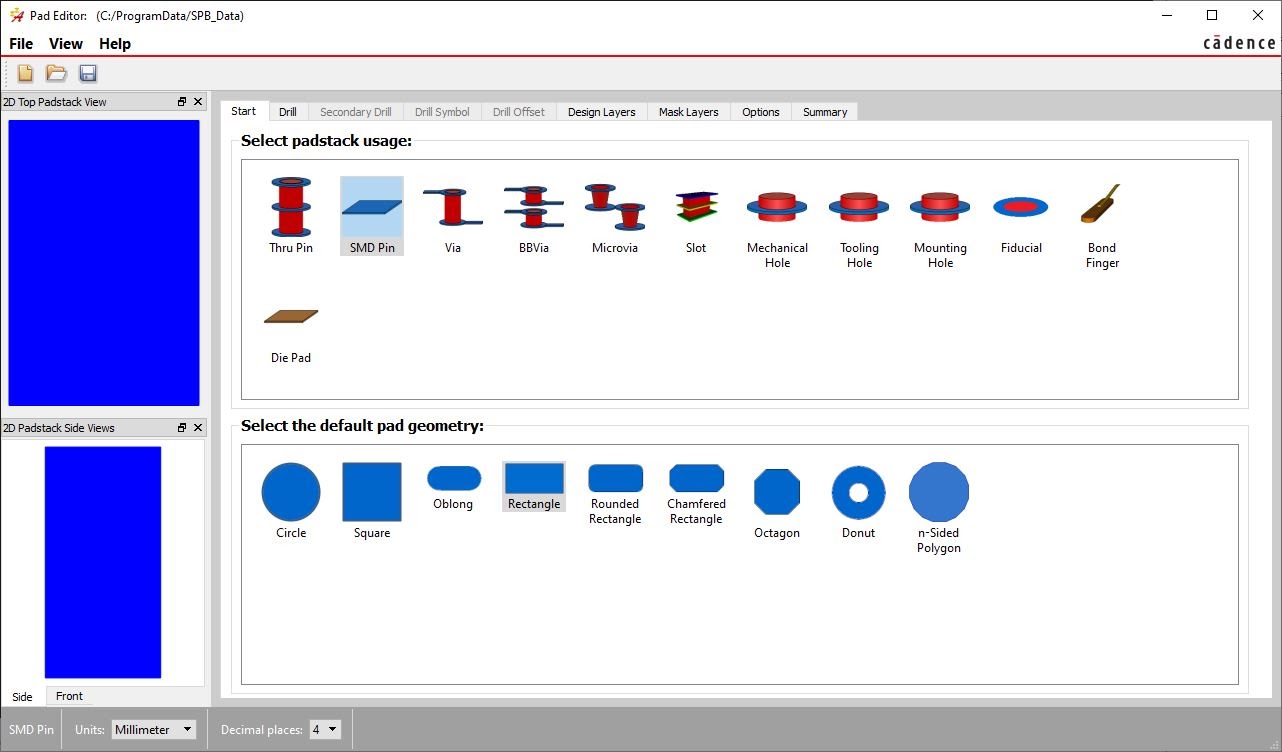 Pad Editor: (C:/ProgramData/SPB_Data)
File View Help
cādence
2D Top Padstack View
Start Drill Secondary Drill Drill Symbol Drill Offset Design Layers Mask Layers Options Summary
Select padstack usage:
Thru Pin SMD Pin Via BBVia Microvia Slot Mechanical Hole Tooling Hole Mounting Hole Fiducial Bond Finger
Die Pad
2D Padstack Side Views
Select the default pad geometry:
Circle Square Oblong Rectangle Rounded Rectangle Chamfered Rectangle Octagon Donut n-Sided Polygon
Side Front
SMD Pin Units: Millimeter Decimal places: 4